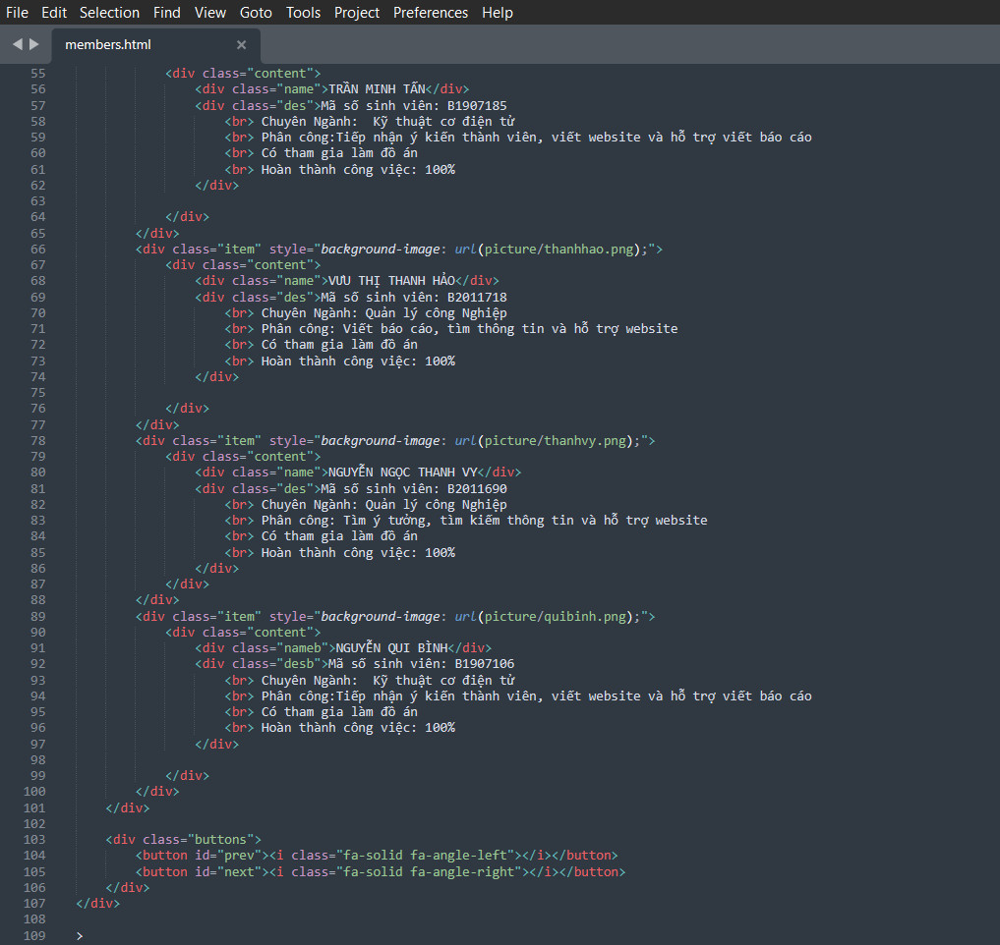 File Edit Selection Find View Goto Tools Project Preferences Help
members.html
55 <div class="content">
56 <div class="name">TRẦN MINH TẤN</div>
57 <div class="des">Mã số sinh viên: B1907185
58 <br> Chuyên Ngành:  Kỹ thuật cơ điện tử
59 <br> Phân công:Tiếp nhận ý kiến thành viên, viết website và hỗ trợ viết báo cáo
60 <br> Có tham gia làm đồ án
61 <br> Hoàn thành công việc: 100%
62 </div>
63
64 </div>
65 </div>
66 <div class="item" style="background-image: url(picture/thanhhao.png);">
67 <div class="content">
68 <div class="name">VƯU THỊ THANH HẢO</div>
69 <div class="des">Mã số sinh viên: B2011718
70 <br> Chuyên Ngành: Quản lý công Nghiệp
71 <br> Phân công: Viết báo cáo, tìm thông tin và hỗ trợ website
72 <br> Có tham gia làm đồ án
73 <br> Hoàn thành công việc: 100%
74 </div>
75
76 </div>
77 </div>
78 <div class="item" style="background-image: url(picture/thanhvy.png);">
79 <div class="content">
80 <div class="name">NGUYỄN NGỌC THANH VY</div>
81 <div class="des">Mã số sinh viên: B2011690
82 <br> Chuyên Ngành: Quản lý công Nghiệp
83 <br> Phân công: Tìm ý tưởng, tìm kiếm thông tin và hỗ trợ website
84 <br> Có tham gia làm đồ án
85 <br> Hoàn thành công việc: 100%
86 </div>
87 </div>
88 </div>
89 <div class="item" style="background-image: url(picture/quibinh.png);">
90 <div class="content">
91 <div class="nameb">NGUYỄN QUI BÌNH</div>
92 <div class="desb">Mã số sinh viên: B1907106
93 <br> Chuyên Ngành:  Kỹ thuật cơ điện tử
94 <br> Phân công:Tiếp nhận ý kiến thành viên, viết website và hỗ trợ viết báo cáo
95 <br> Có tham gia làm đồ án
96 <br> Hoàn thành công việc: 100%
97 </div>
98
99 </div>
100 </div>
101 </div>
102
103 <div class="buttons">
104 <button id="prev"><i class="fa-solid fa-angle-left"></i></button>
105 <button id="next"><i class="fa-solid fa-angle-right"></i></button>
106 </div>
107 </div>
108
109 >